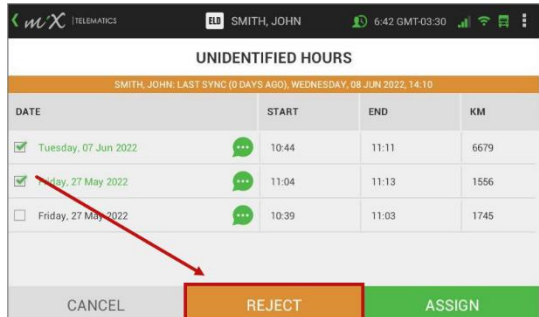 miX TELEMATICS ELD SMITH, JOHN 6:42 GMT-03:30
UNIDENTIFIED HOURS
SMITH, JOHN: LAST SYNC (0 DAYS AGO), WEDNESDAY, 08 JUN 2022, 14:10
DATE START END KM
Tuesday, 07 Jun 2022 10:44 11:11 6679
Friday, 27 May 2022 11:04 11:13 1556
Friday, 27 May 2022 10:39 11:03 1745
CANCEL REJECT ASSIGN